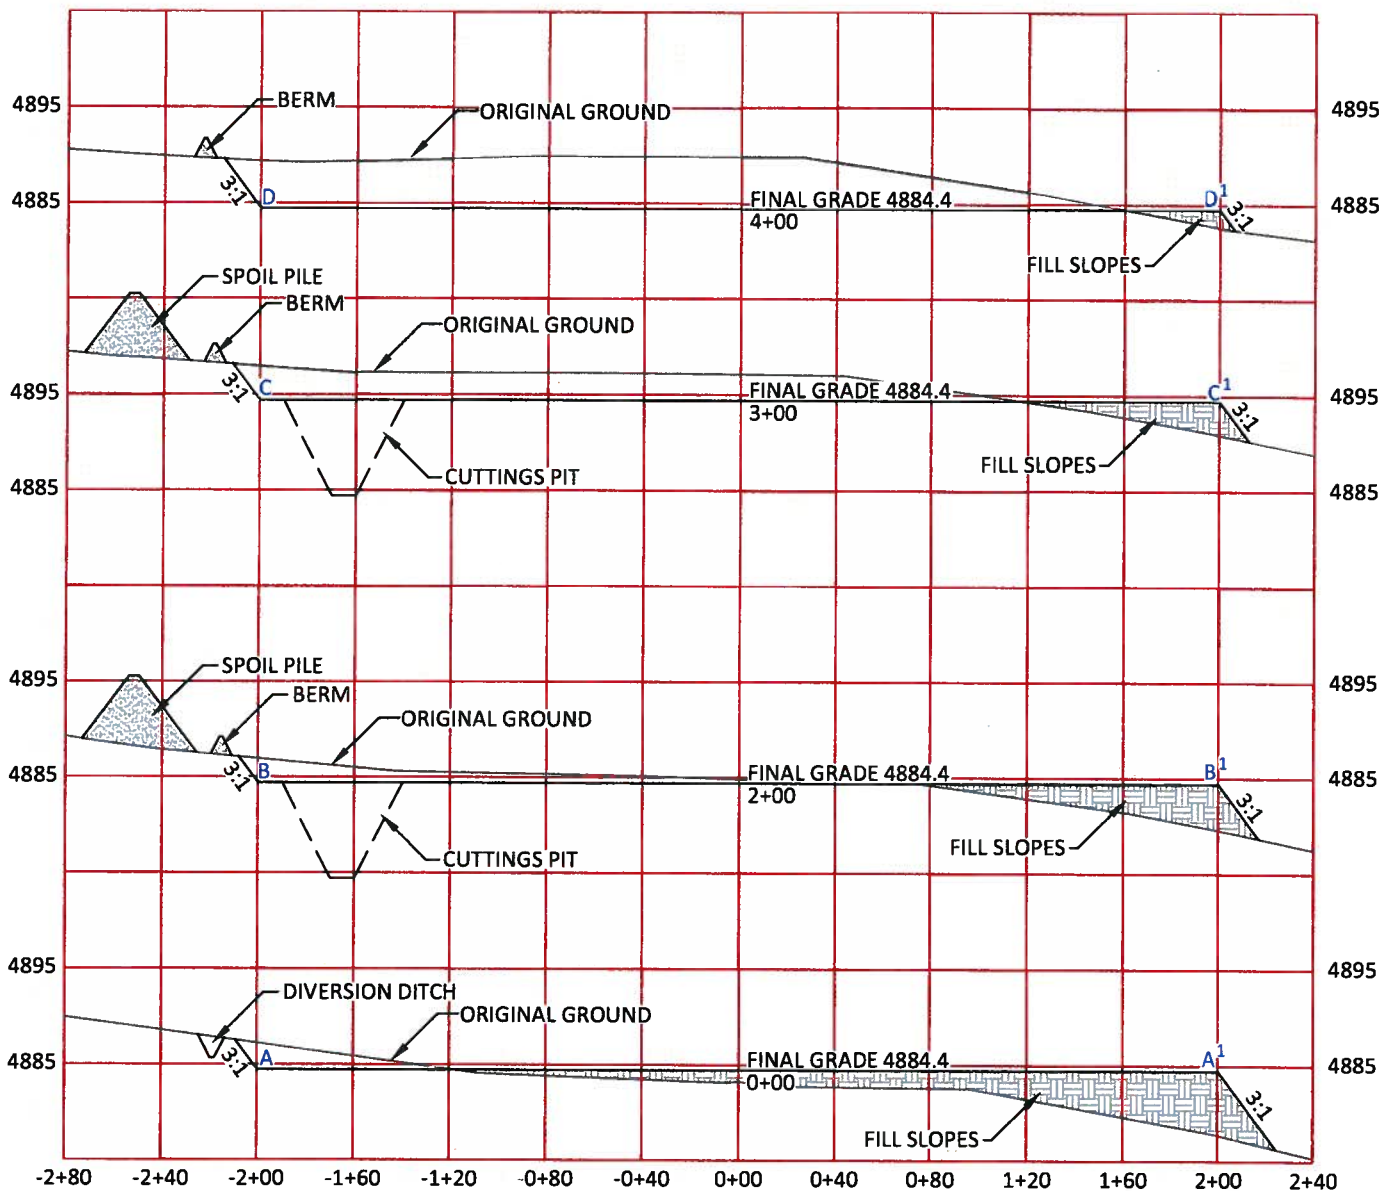 4895
BERM
ORIGINAL GROUND
4895
3:1
D
4885
FINAL GRADE 4884.4
4+00
D1
3:1
4885
FILL SLOPES
SPOIL PILE
BERM
ORIGINAL GROUND
3:1
C
4895
FINAL GRADE 4884.4
3+00
C1
3:1
4895
FILL SLOPES
CUTTINGS PIT
4885
4885
SPOIL PILE
4895
4895
BERM
ORIGINAL GROUND
3:1
B
4885
FINAL GRADE 4884.4
2+00
B1
3:1
4885
FILL SLOPES
CUTTINGS PIT
4895
4895
DIVERSION DITCH
ORIGINAL GROUND
3:1
A
4885
FINAL GRADE 4884.4
0+00
A1
3:1
4885
FILL SLOPES
-2+80 -2+40 -2+00 -1+60 -1+20 -0+80 -0+40 0+00 0+40 0+80 1+20 1+60 2+00 2+40